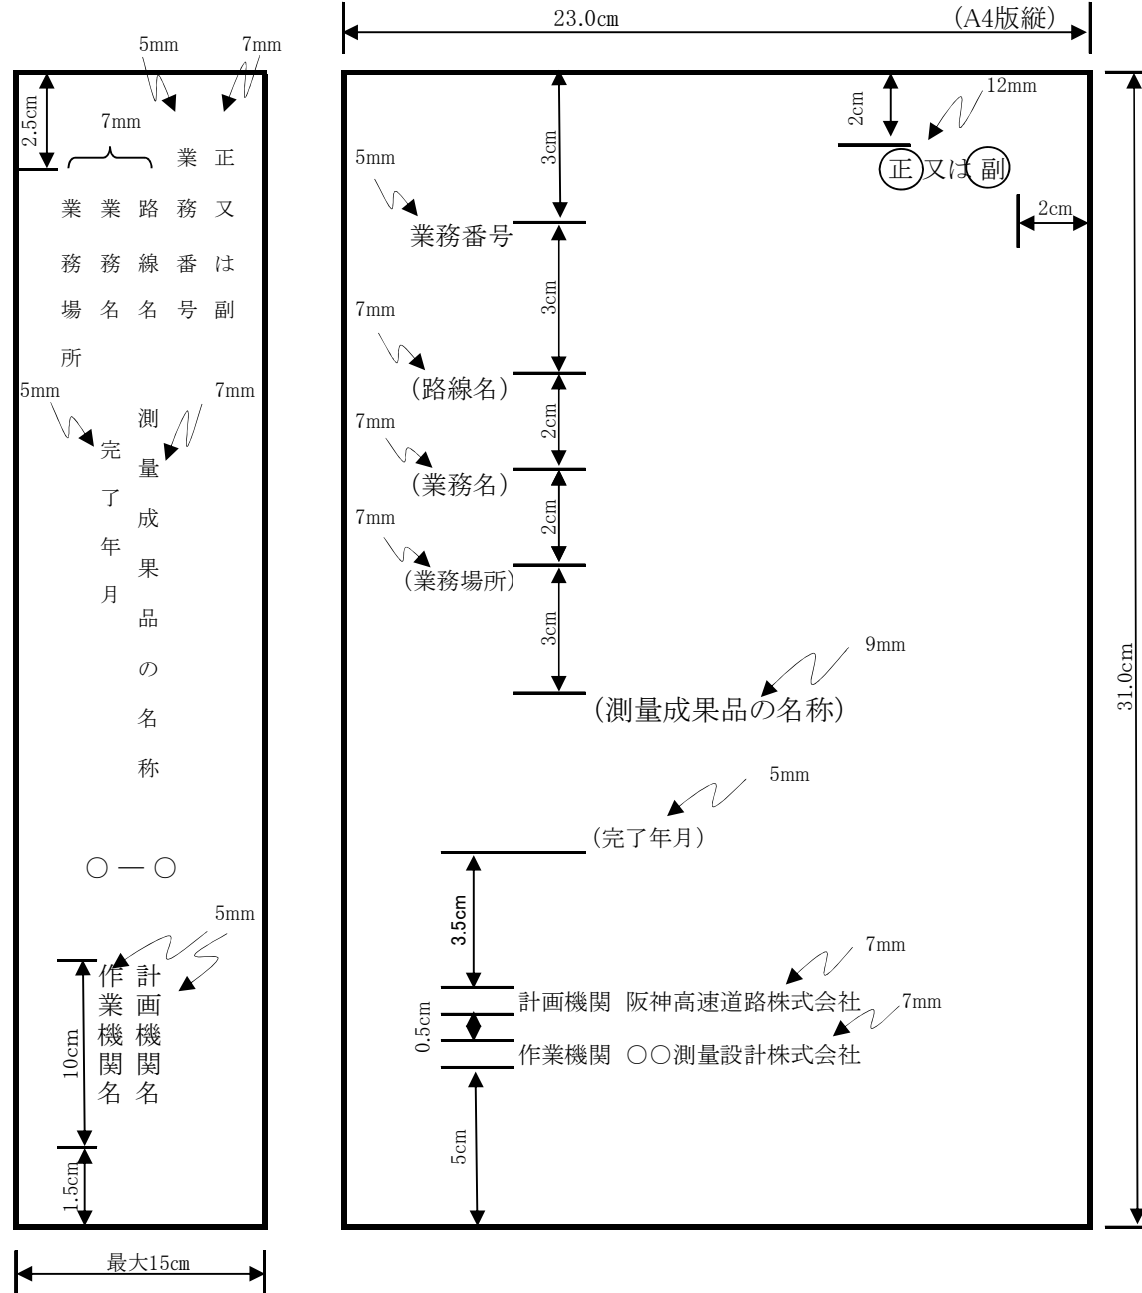 23.0cm
(A4版縦)
5mm
7mm
2.5cm
7mm
正又は副
業務番号
路線名
業務名
業務場所
5mm
7mm
測量成果品の名称
完了年月
○―○
5mm
計画機関名
作業機関名
10cm
1.5cm
最大15cm
3cm
2cm
12mm
正又は副
2cm
5mm
業務番号
3cm
7mm
(路線名)
2cm
7mm
(業務名)
2cm
7mm
(業務場所)
3cm
9mm
(測量成果品の名称)
5mm
(完了年月)
3.5cm
7mm
計画機関 阪神高速道路株式会社
0.5cm
7mm
作業機関 ○○測量設計株式会社
5cm
31.0cm